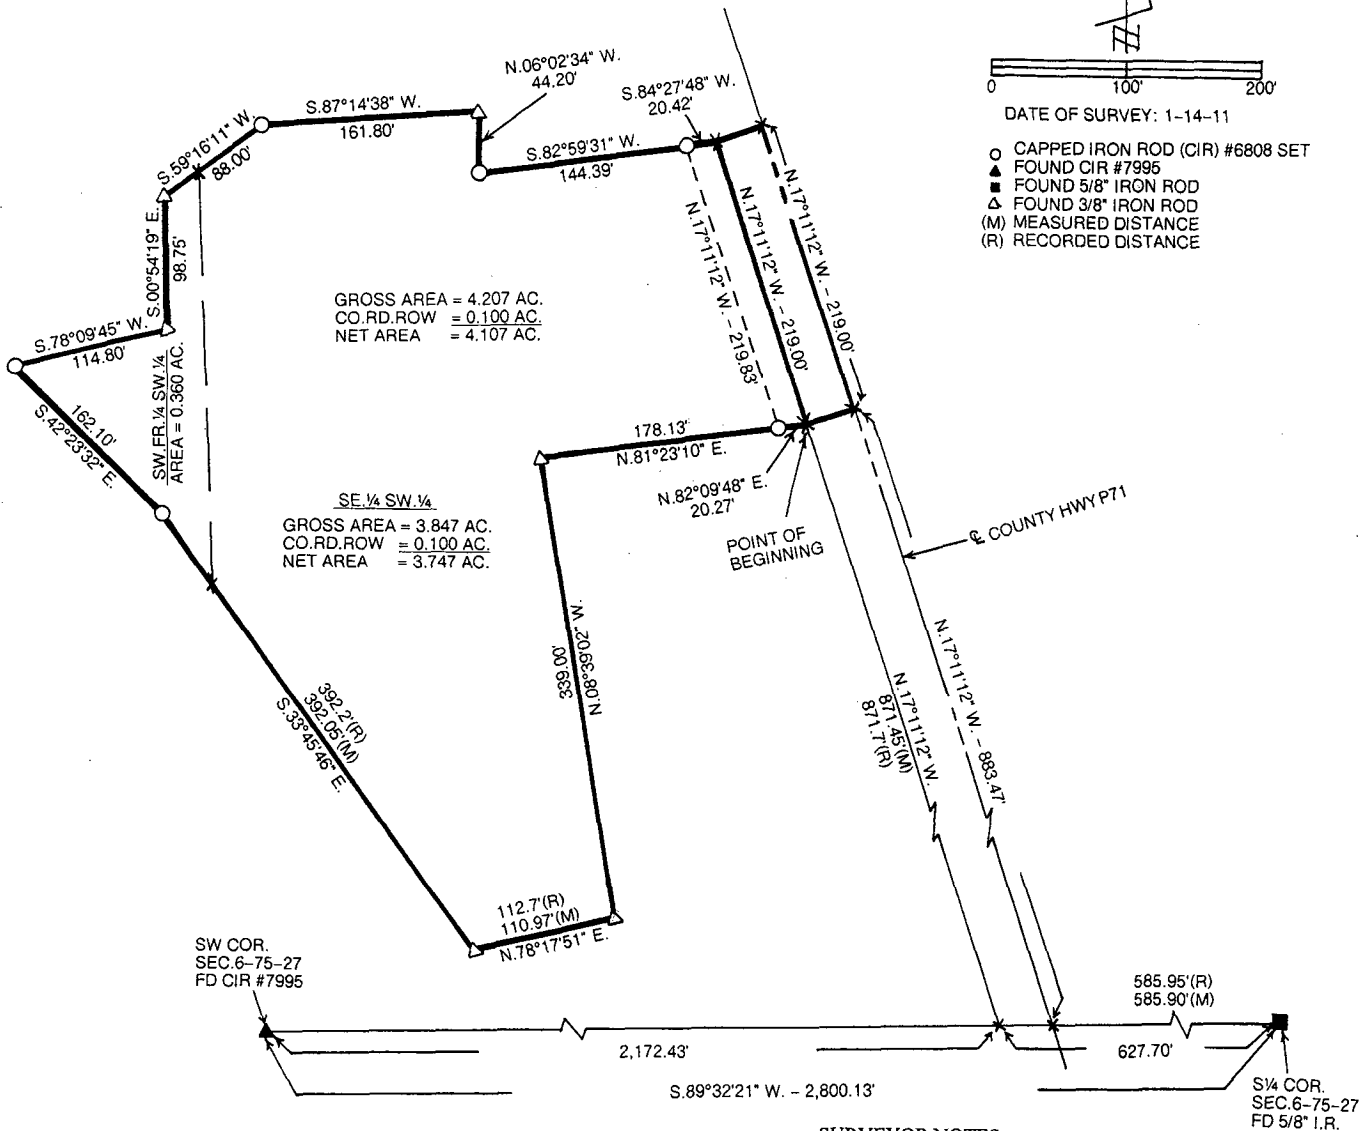 N.06°02'34" W.
44.20'
S.87°14'38" W.
161.80'
S.84°27'48" W.
20.42'
S.82°59'31" W.
144.39'
S.59°16'11" W.
88.00'
0
100'
200'
DATE OF SURVEY: 1-14-11
CAPPED IRON ROD (CIR) #6808 SET
FOUND CIR #7995
FOUND 5/8" IRON ROD
FOUND 3/8" IRON ROD
(M) MEASURED DISTANCE
(R) RECORDED DISTANCE
S.00°54'19" E.
98.75'
N.17°11'12" W. - 219.83'
N.17°11'12" W. - 219.00'
N.17°11'12" W. - 219.00'
GROSS AREA = 4.207 AC.
CO.RD.ROW = 0.100 AC.
NET AREA = 4.107 AC.
S.78°09'45" W.
114.80'
SW.FR.¼ SW.¼
AREA = 0.360 AC.
162.10'
S.42°23'32" E.
178.13'
N.81°23'10" E.
N.82°09'48" E.
20.27'
POINT OF
BEGINNING
℄ COUNTY HWY P71
SE.¼ SW.¼
GROSS AREA = 3.847 AC.
CO.RD.ROW = 0.100 AC.
NET AREA = 3.747 AC.
339.00'
N.08°39'02" W.
392.2'(R)
392.05'(M)
S.33°45'46" E.
N.17°11'12" W.
871.45'(M)
871.7'(R)
N.17°11'12" W. - 883.47'
112.7'(R)
110.97'(M)
N.78°17'51" E.
SW COR.
SEC.6-75-27
FD CIR #7995
585.95'(R)
585.90'(M)
2,172.43'
627.70'
S.89°32'21" W. - 2,800.13'
S¼ COR.
SEC.6-75-27
FD 5/8" I.R.
SURVEYOR NOTES